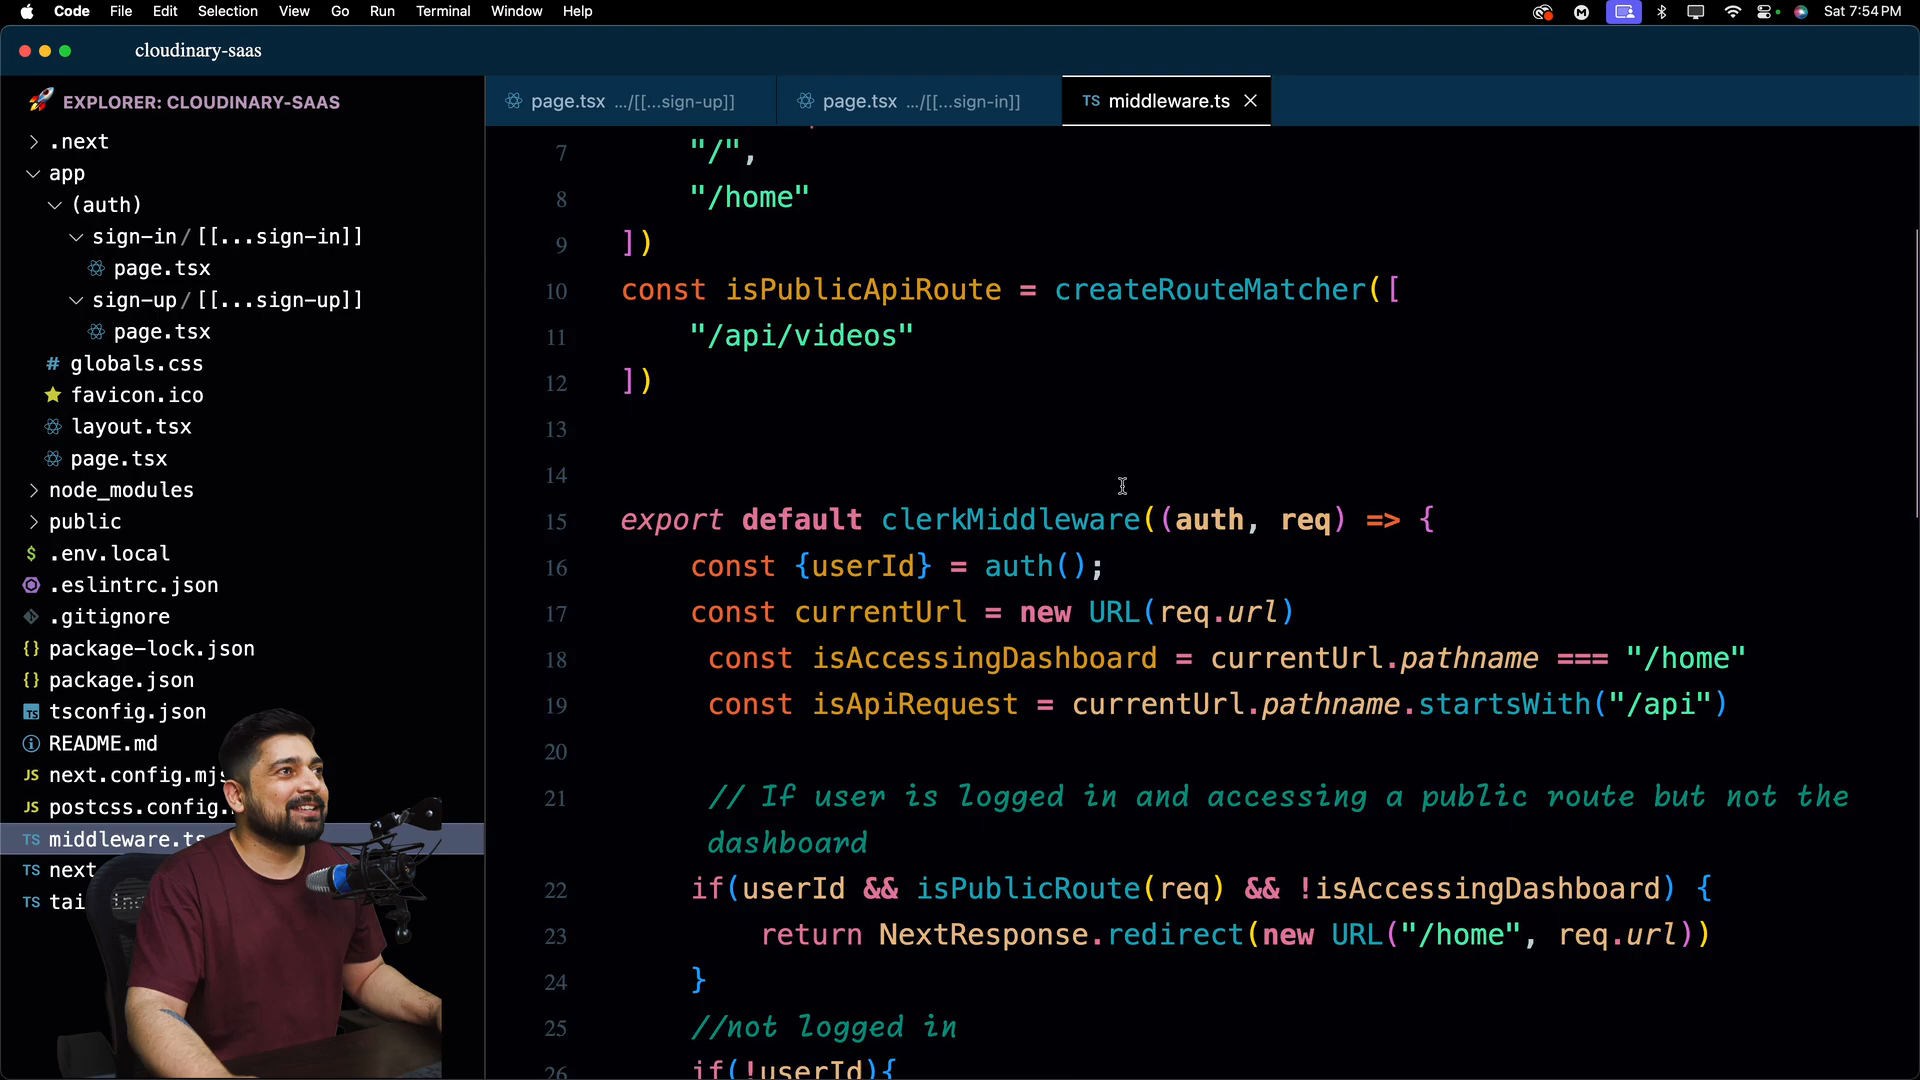 Code File Edit Selection View Go Run Terminal Window Help Sat 7:54 PM
cloudinary-saas
EXPLORER: CLOUDINARY-SAAS
.next
app
(auth)
sign-in/[[...sign-in]]
page.tsx
sign-up/[[...sign-up]]
page.tsx
globals.css
favicon.ico
layout.tsx
page.tsx
node_modules
public
.env.local
.eslintrc.json
.gitignore
package-lock.json
package.json
tsconfig.json
README.md
next.config.mjs
postcss.config.
middleware.ts
next
tai
page.tsx .../[[...sign-up]] page.tsx .../[[...sign-in]] TS middleware.ts
7 "/",
8 "/home"
9 ])
10 const isPublicApiRoute = createRouteMatcher([
11 "/api/videos"
12 ])
13
14
15 export default clerkMiddleware((auth, req) => {
16 const {userId} = auth();
17 const currentUrl = new URL(req.url)
18 const isAccessingDashboard = currentUrl.pathname === "/home"
19 const isApiRequest = currentUrl.pathname.startsWith("/api")
20
21 // If user is logged in and accessing a public route but not the
dashboard
22 if(userId && isPublicRoute(req) && !isAccessingDashboard) {
23 return NextResponse.redirect(new URL("/home", req.url))
24 }
25 //not logged in
26 if(!userId){